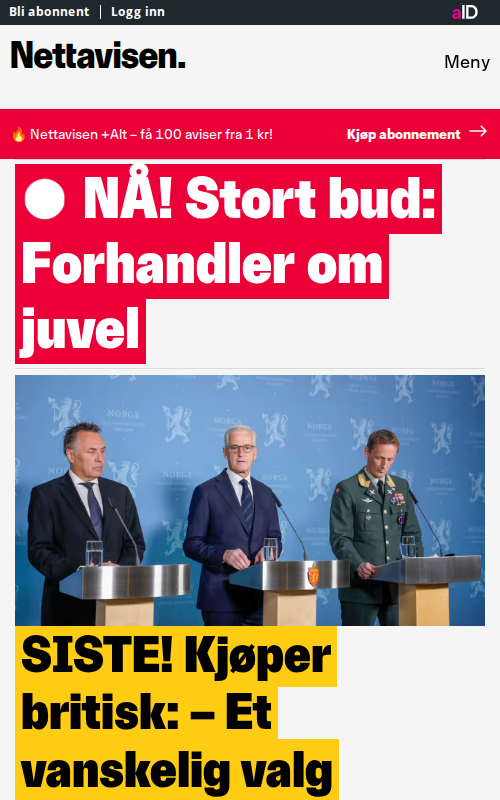 Bli abonnent Logg inn aID
Nettavisen.
Meny
🔥 Nettavisen +Alt – få 100 aviser fra 1 kr! Kjøp abonnement →
NÅ! Stort bud:
Forhandler om
juvel
NORGE
NORGE
SISTE! Kjøper
britisk: – Et
vanskelig valg